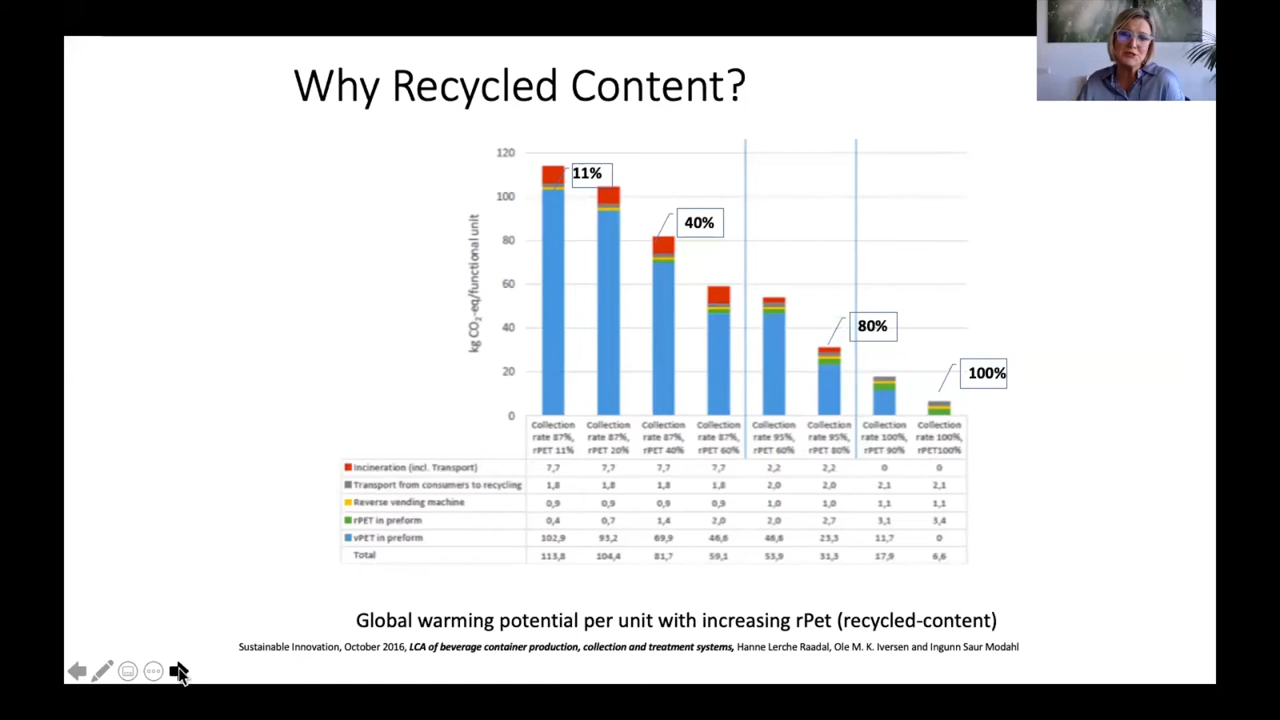 Why Recycled Content?
120
100
80
60
40
20
0
kg CO₂-eq/functional unit
11%
40%
80%
100%
Collection rate 87%, rPET 11%
Collection rate 87%, rPET 20%
Collection rate 87%, rPET 40%
Collection rate 87%, rPET 60%
Collection rate 95%, rPET 60%
Collection rate 95%, rPET 80%
Collection rate 100%, rPET 90%
Collection rate 100%, rPET100%
Incineration (incl. Transport) 7,7 7,7 7,7 7,7 2,2 2,2 0 0
Transport from consumers to recycling 1,8 1,8 1,8 1,8 2,0 2,0 2,1 2,1
Reverse vending machine 0,9 0,9 0,9 0,9 1,0 1,0 1,1 1,1
rPET in preform 0,4 0,7 1,4 2,0 2,0 2,7 3,1 3,4
vPET in preform 102,9 93,2 69,9 46,6 46,6 23,3 11,7 0
Total 113,8 104,4 81,7 59,1 53,9 31,3 17,9 6,6
Global warming potential per unit with increasing rPet (recycled-content)
Sustainable Innovation, October 2016, LCA of beverage container production, collection and treatment systems, Hanne Lerche Raadal, Ole M. K. Iversen and Ingunn Saur Modahl